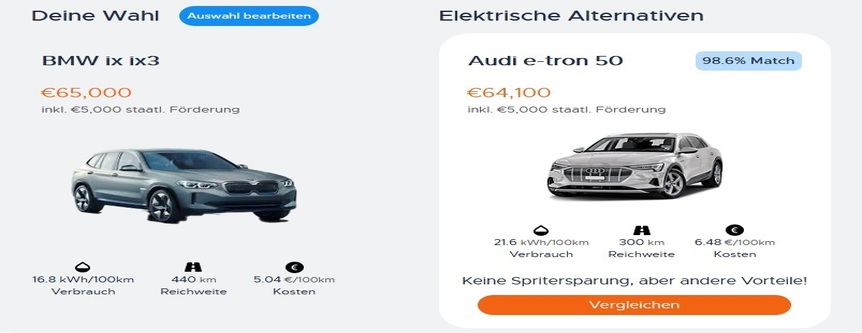 Deine Wahl
Auswahl bearbeiten
BMW ix ix3
€65,000
inkl. €5,000 staatl. Förderung
16.8 kWh/100km
Verbrauch
440 km
Reichweite
5.04 €/100km
Kosten
Elektrische Alternativen
Audi e-tron 50
98.6% Match
€64,100
inkl. €5,000 staatl. Förderung
21.6 kWh/100km
Verbrauch
300 km
Reichweite
6.48 €/100km
Kosten
Keine Spritersparung, aber andere Vorteile!
Vergleichen